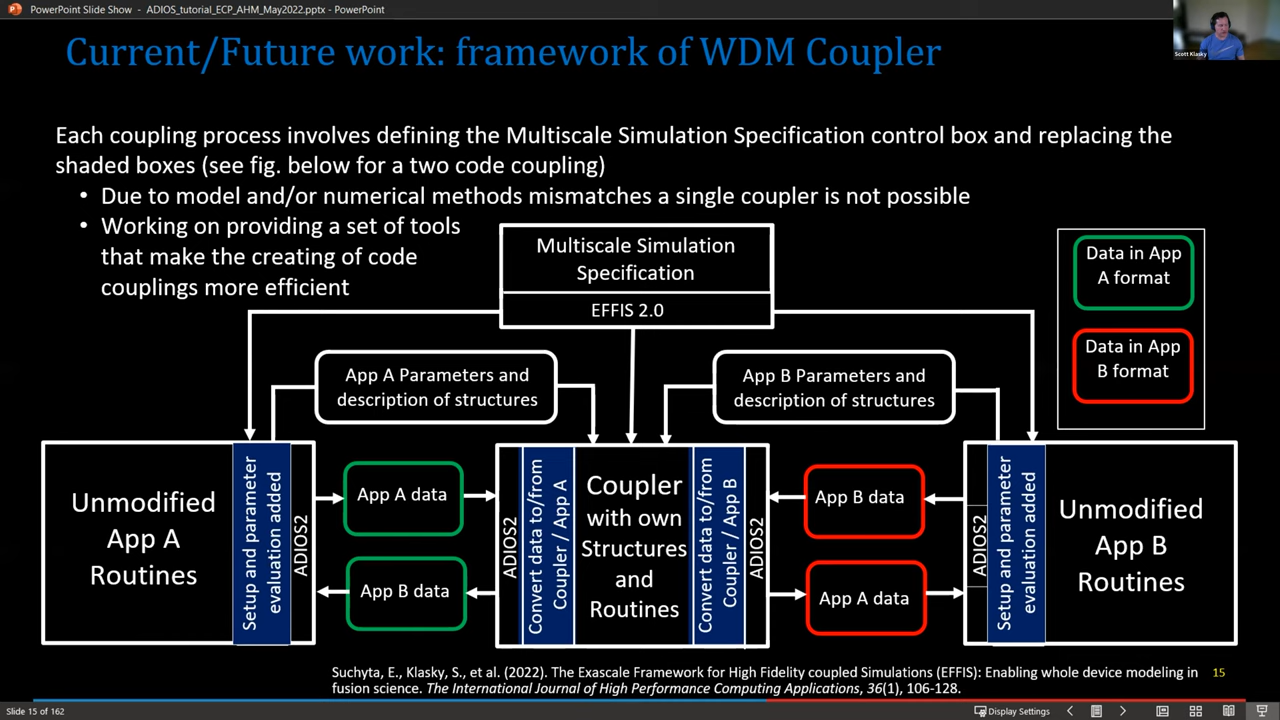 PowerPoint Slide Show - ADIOS_tutorial_ECP_AHM_May2022.pptx - PowerPoint
Scott Klasky
Current/Future work: framework of WDM Coupler
Each coupling process involves defining the Multiscale Simulation Specification control box and replacing the
shaded boxes (see fig. below for a two code coupling)
• Due to model and/or numerical methods mismatches a single coupler is not possible
• Working on providing a set of tools
that make the creating of code
couplings more efficient
Multiscale Simulation
Specification
EFFIS 2.0
Data in App
A format
Data in App
B format
App A Parameters and
description of structures
App B Parameters and
description of structures
Unmodified
App A
Routines
Setup and parameter
evaluation added
ADIOS2
App A data
App B data
ADIOS2
Convert data to/from
Coupler / App A
Coupler
with own
Structures
and
Routines
Convert data to/from
Coupler / App B
ADIOS2
App B data
App A data
ADIOS2
Setup and parameter
evaluation added
Unmodified
App B
Routines
Suchyta, E., Klasky, S., et al. (2022). The Exascale Framework for High Fidelity coupled Simulations (EFFIS): Enabling whole device modeling in
fusion science. The International Journal of High Performance Computing Applications, 36(1), 106-128.
15
Slide 15 of 162
Display Settings